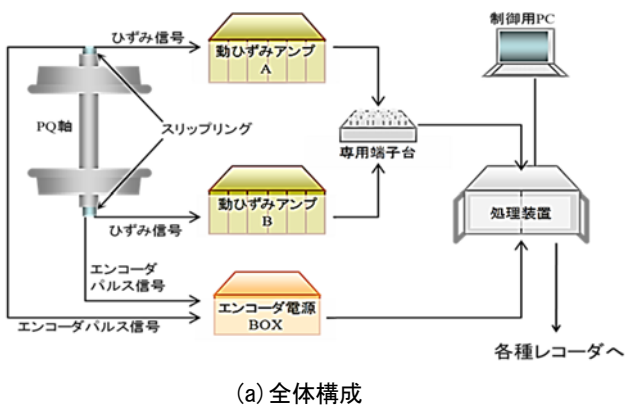 ひずみ信号
動ひずみアンプ
A
制御用PC
PQ軸
スリップリング
専用端子台
動ひずみアンプ
B
ひずみ信号
処理装置
エンコーダ
パルス信号
エンコーダ電源
BOX
エンコーダパルス信号
各種レコーダへ
(a)全体構成